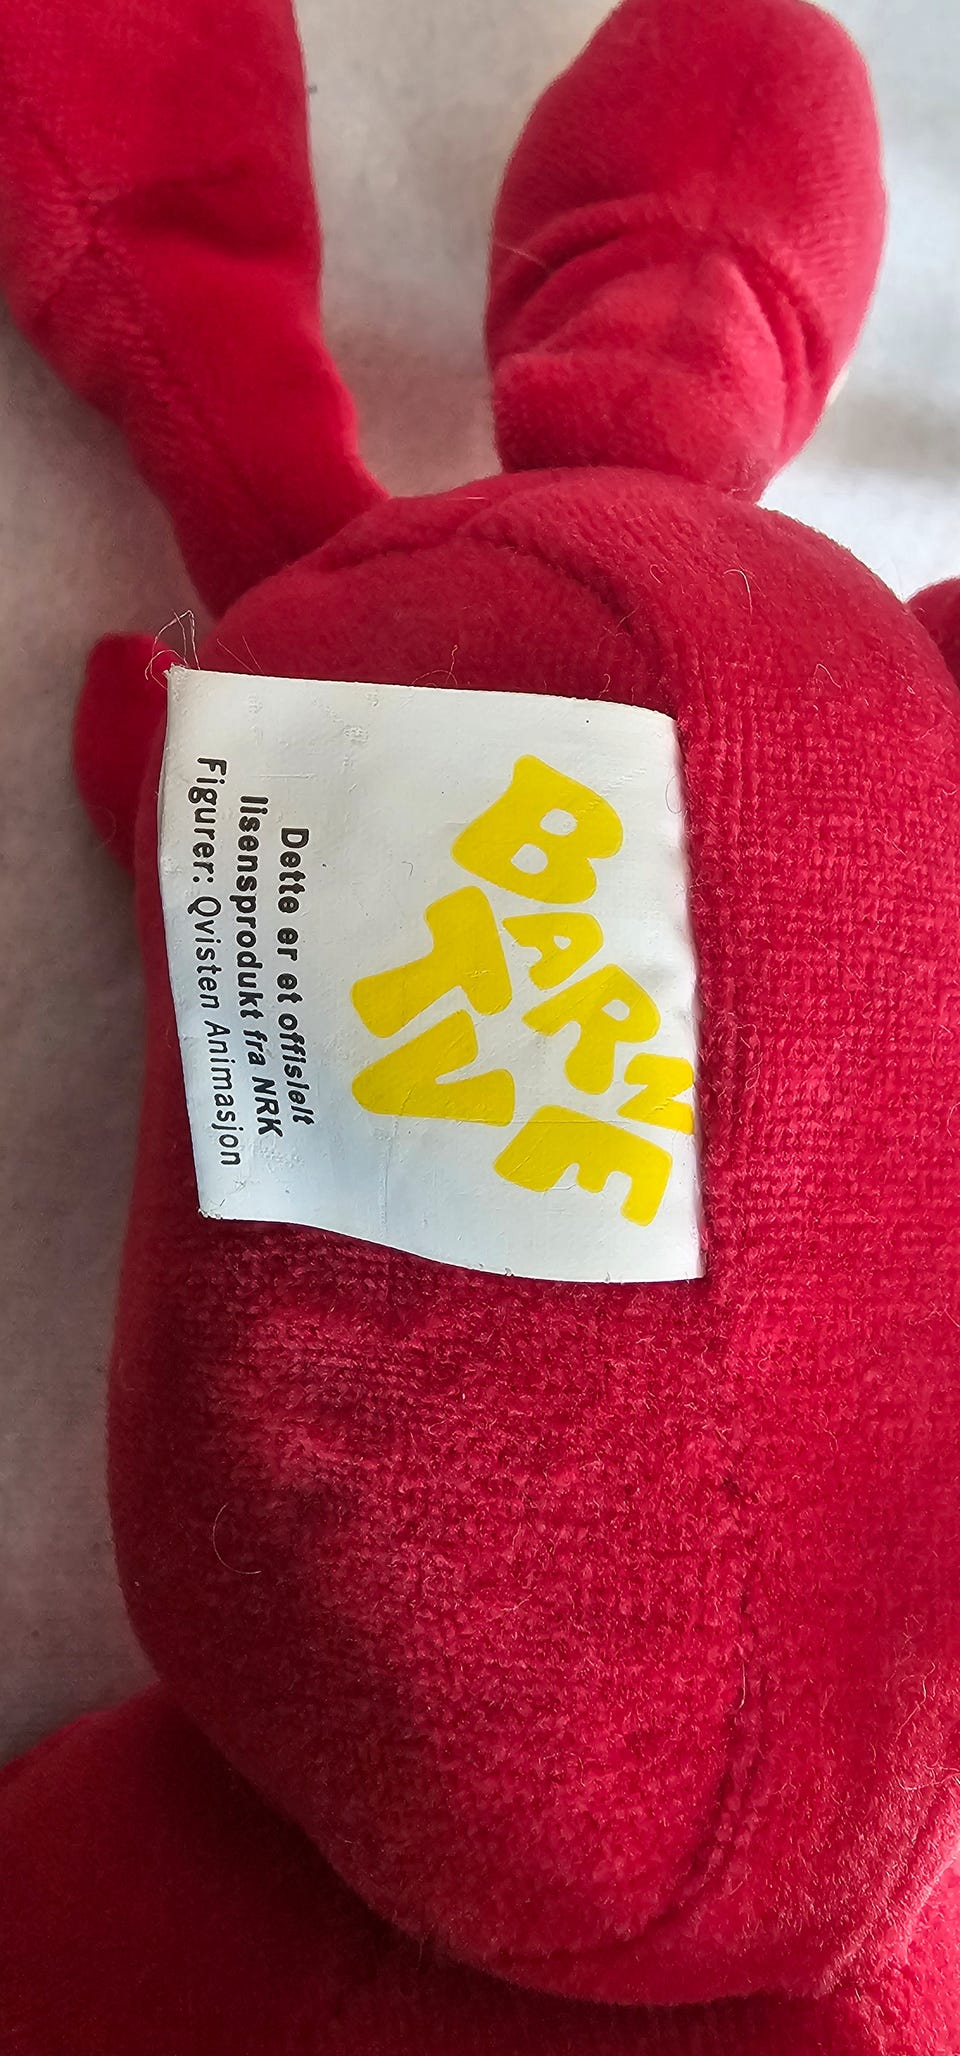 BARNE
TV
Dette er et offisielt
lisensprodukt fra NRK
Figurer: Qvisten Animasjon